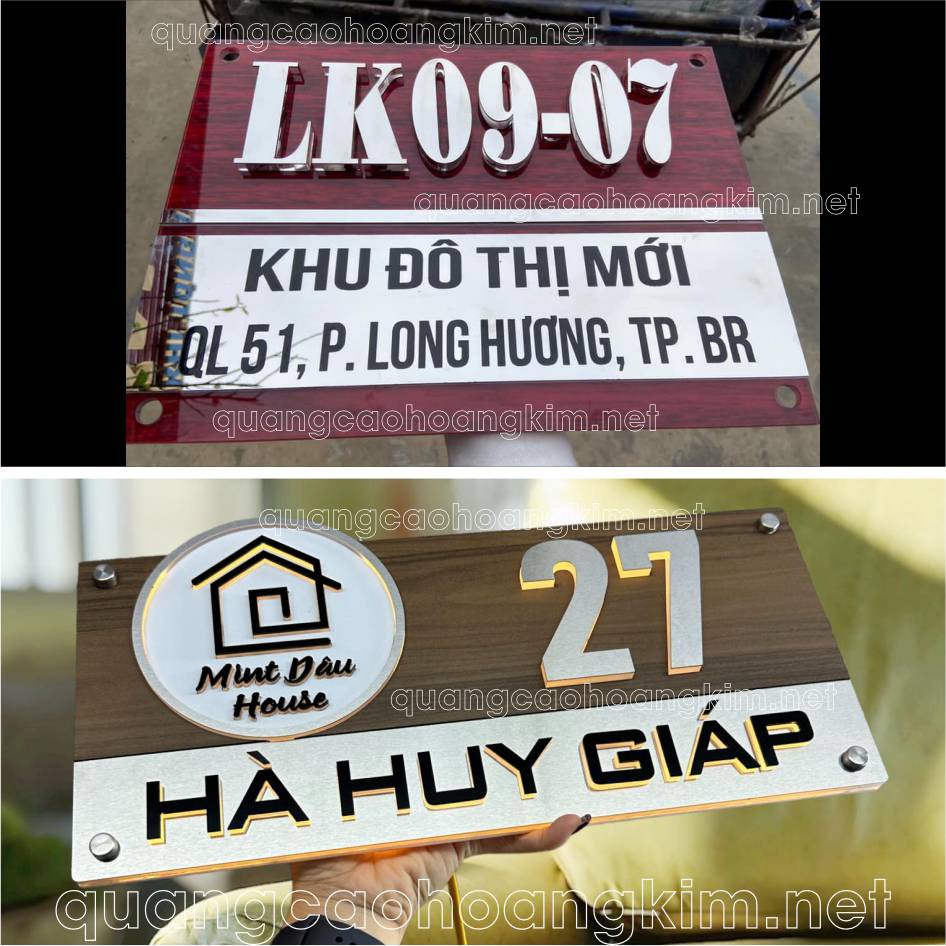 quangcaohoangkim.net
LK09-07
quangcaohoangkim.net
KHU ĐÔ THỊ MỚI
QL 51, P. LONG HƯƠNG, TP. BR
quangcaohoangkim.net
quangcaohoangkim.net
27
Mint Dâu
House
quangcaohoangkim.net
HÀ HUY GIÁP
quangcaohoangkim.net